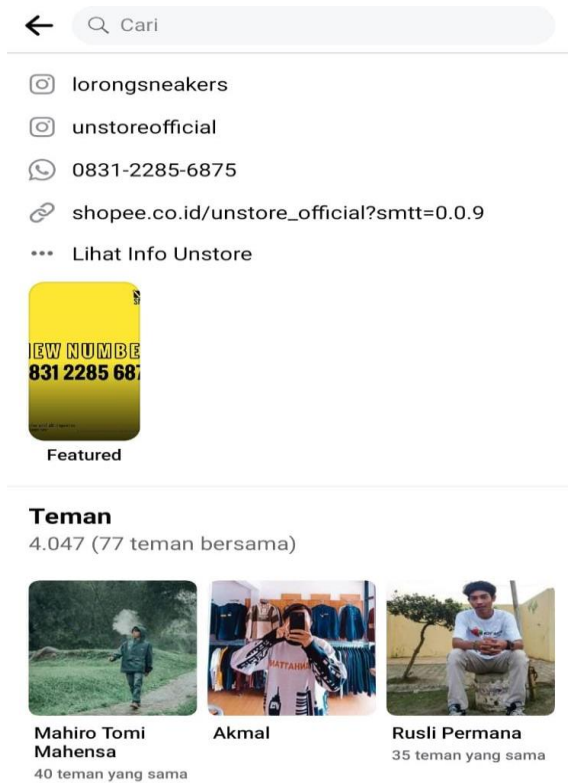 Cari
lorongsneakers
unstoreofficial
0831-2285-6875
shopee.co.id/unstore_official?smtt=0.0.9
Lihat Info Unstore
EW NUMBE
831 2285 687
Featured
Teman
4.047 (77 teman bersama)
MATTAHNAM
Mahiro Tomi
Mahensa
40 teman yang sama
Akmal
Rusli Permana
35 teman yang sama